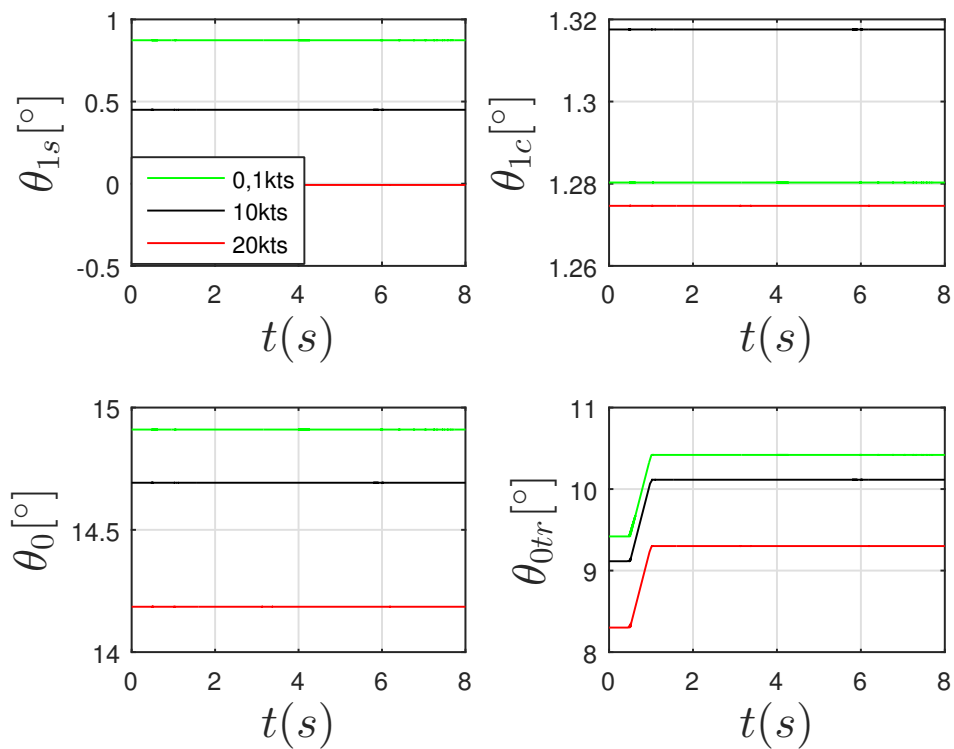 1
0.5
0
-0.5
θ1s[°]
0,1kts
10kts
20kts
0 2 4 6 8
t(s)
1.32
1.3
1.28
1.26
θ1c[°]
0 2 4 6 8
t(s)
15
14.5
14
θ0[°]
0 2 4 6 8
t(s)
11
10
9
8
θ0tr[°]
0 2 4 6 8
t(s)